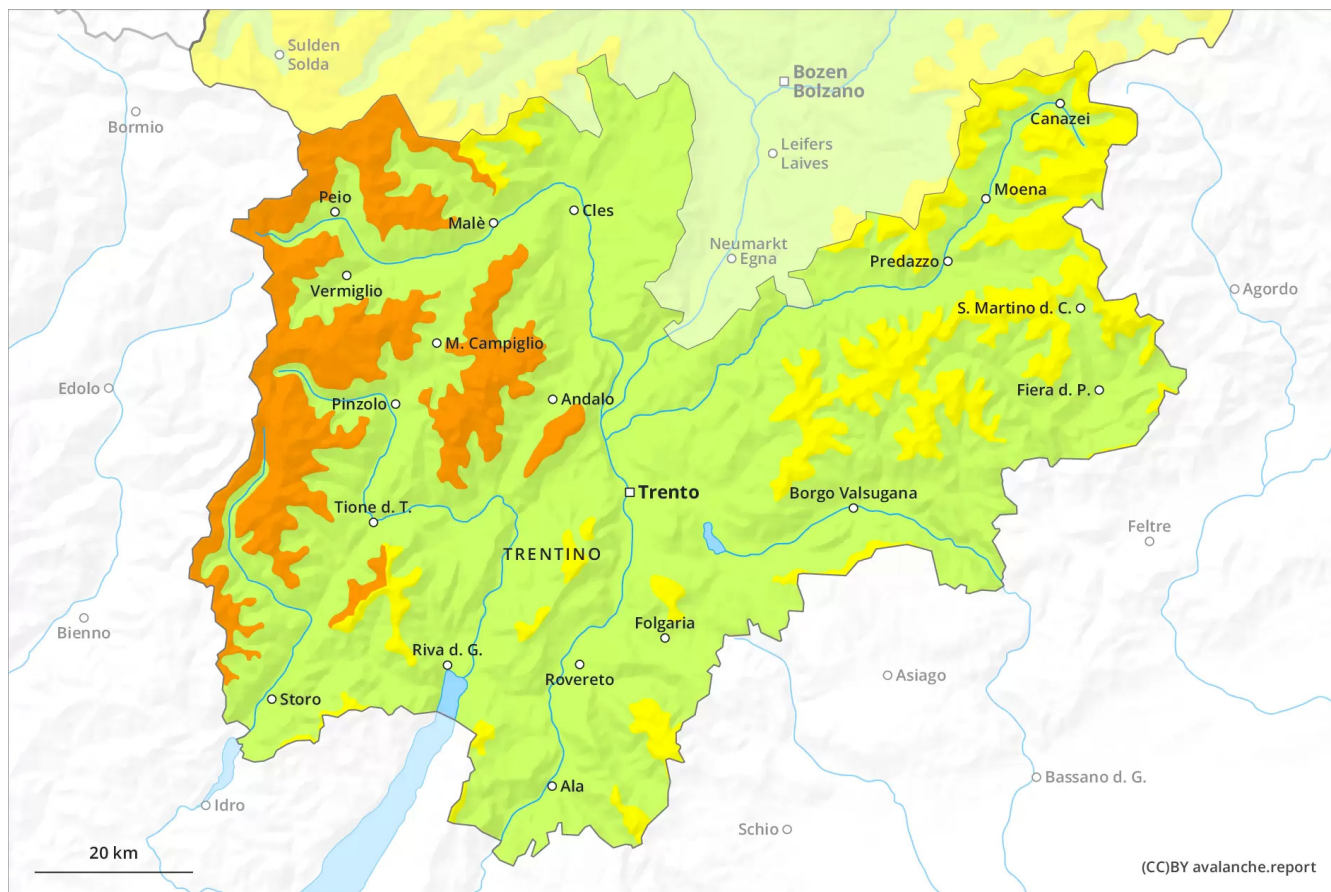 Sulden
Solda
Bozen
Bolzano
Bormio
Canazei
Leifers
Laives
Peio
Moena
Malè
Cles
Neumarkt
Egna
Predazzo
Vermiglio
Agordo
S. Martino d. C.
M. Campiglio
Edolo
Pinzolo
Andalo
Fiera d. P.
Trento
Borgo Valsugana
Tione d. T.
Feltre
TRENTINO
Bienno
Folgaria
Riva d. G.
Rovereto
Asiago
Storo
Bassano d. G.
Ala
Idro
Schio
20 km
(CC)BY avalanche.report